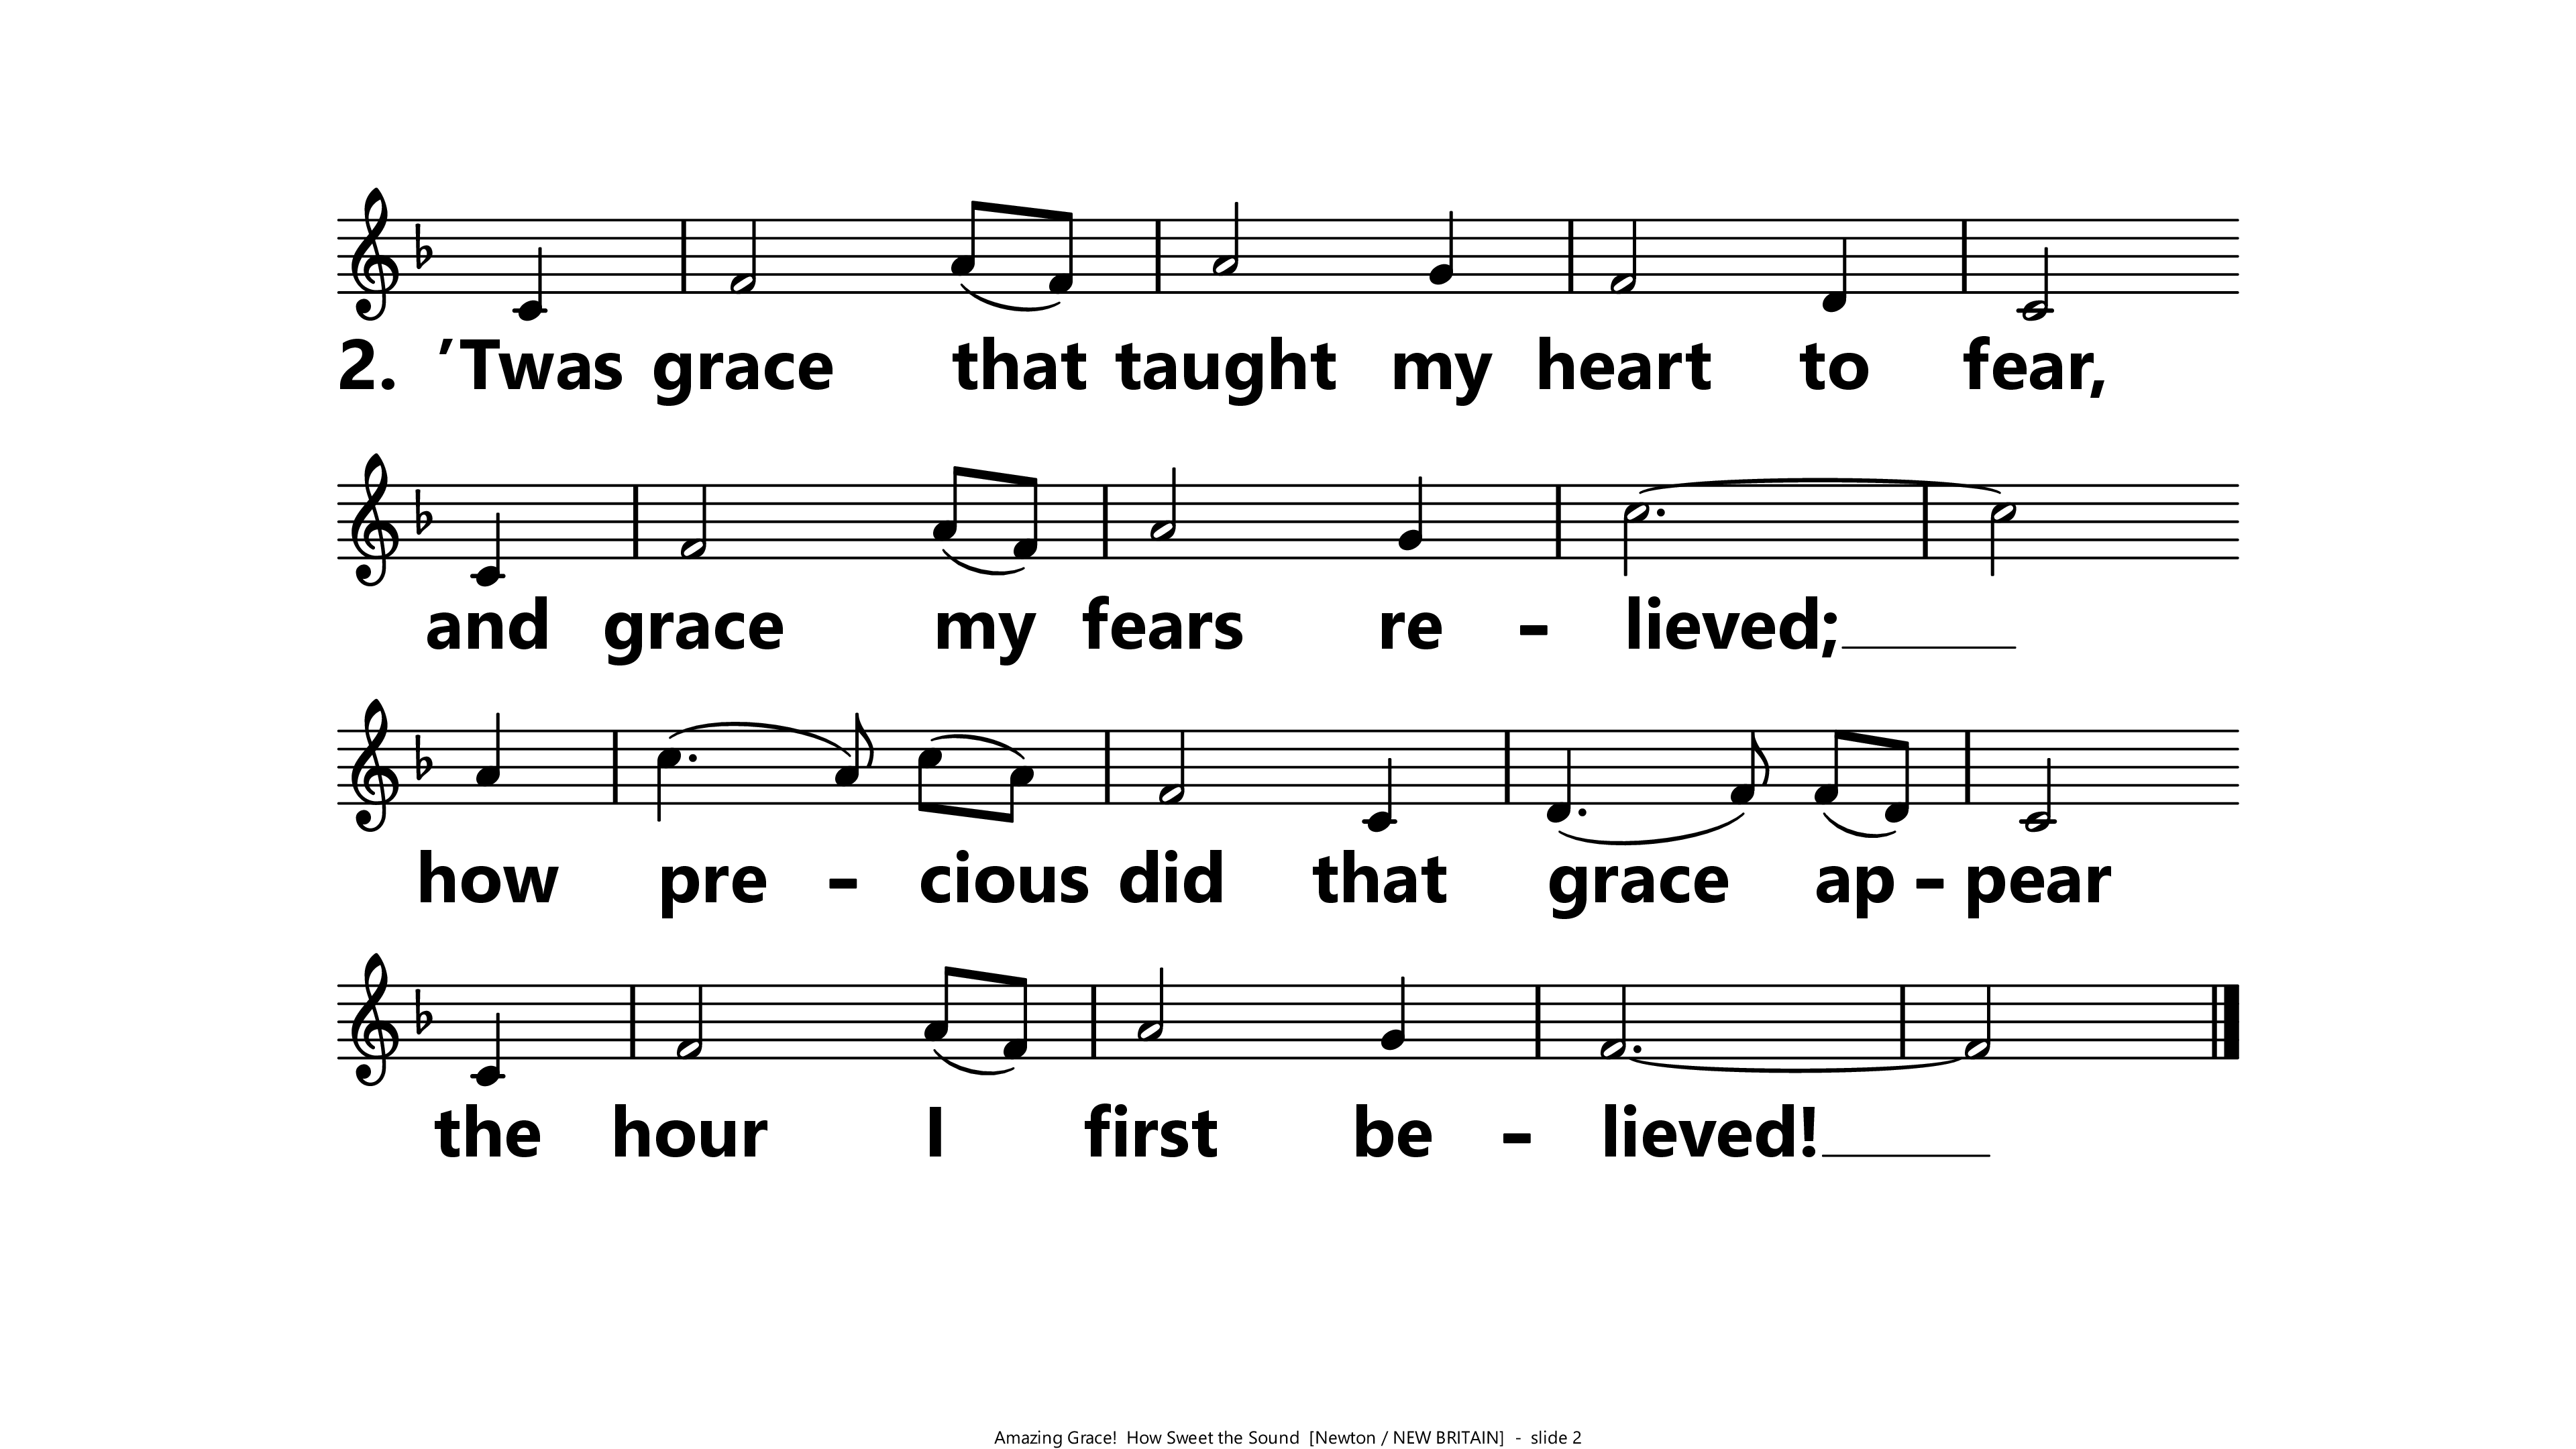 2. ’Twas grace that taught my heart to fear,
and grace my fears re - lieved;
how pre - cious did that grace ap - pear
the hour I first be - lieved!
Amazing Grace! How Sweet the Sound [Newton / NEW BRITAIN] - slide 2